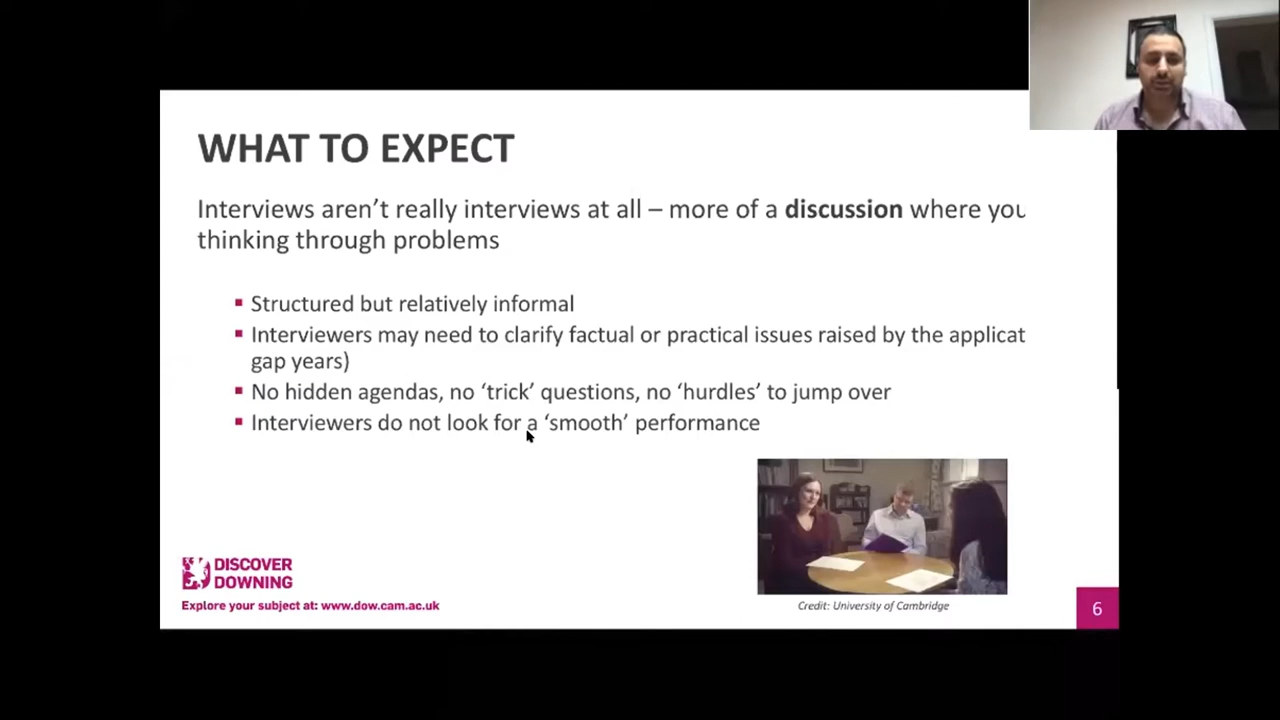 WHAT TO EXPECT
Interviews aren’t really interviews at all – more of a discussion where you
thinking through problems
▪ Structured but relatively informal
▪ Interviewers may need to clarify factual or practical issues raised by the applicat
gap years)
▪ No hidden agendas, no ‘trick’ questions, no ‘hurdles’ to jump over
▪ Interviewers do not look for a ‘smooth’ performance
DISCOVER
DOWNING
Explore your subject at: www.dow.cam.ac.uk
Credit: University of Cambridge
6